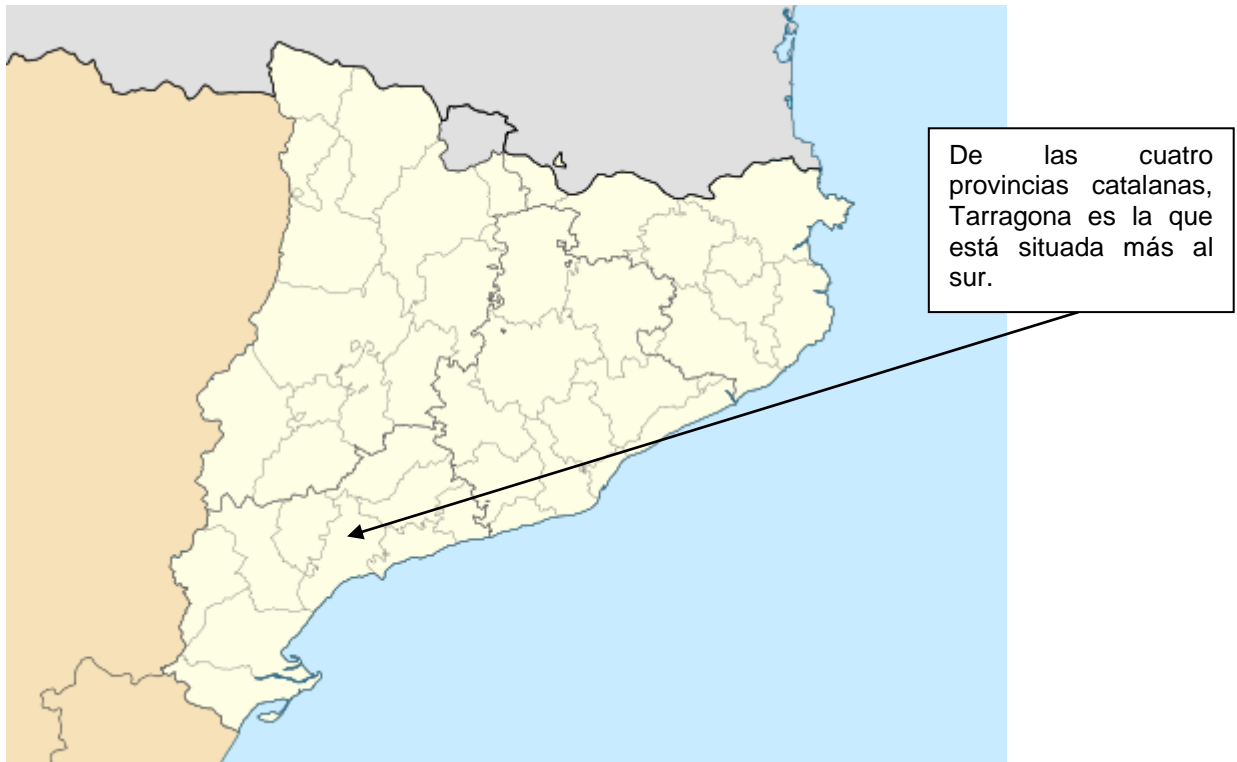 De las cuatro
provincias catalanas,
Tarragona es la que
está situada más al
sur.